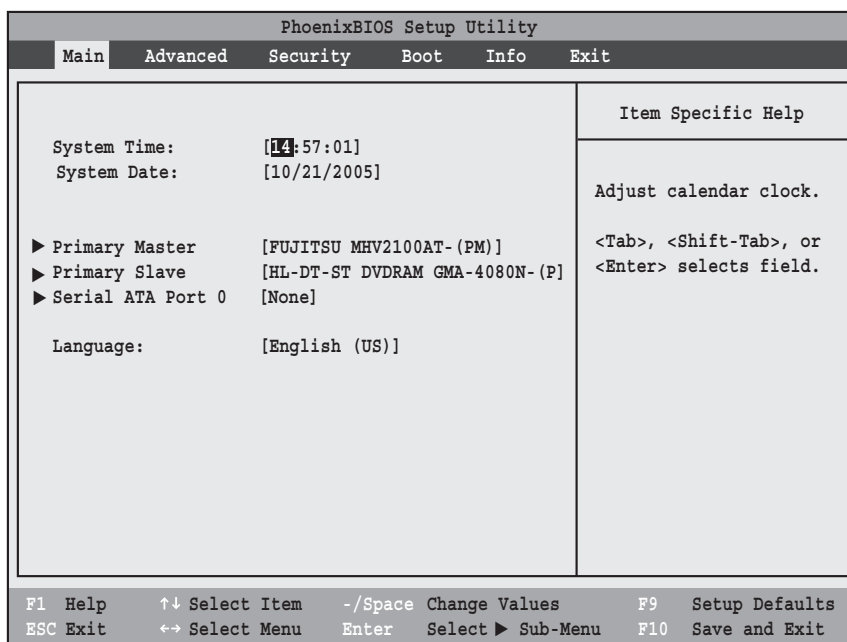 PhoenixBIOS Setup Utility
Main Advanced Security Boot Info Exit
Item Specific Help
System Time: [14:57:01]
System Date: [10/21/2005]
Adjust calendar clock.
<Tab>, <Shift-Tab>, or
<Enter> selects field.
▶ Primary Master [FUJITSU MHV2100AT-(PM)]
▶ Primary Slave [HL-DT-ST DVDRAM GMA-4080N-(P]
▶ Serial ATA Port 0 [None]
Language: [English (US)]
F1 Help ↑↓ Select Item -/Space Change Values F9 Setup Defaults
ESC Exit ←→ Select Menu Enter Select ▶ Sub-Menu F10 Save and Exit